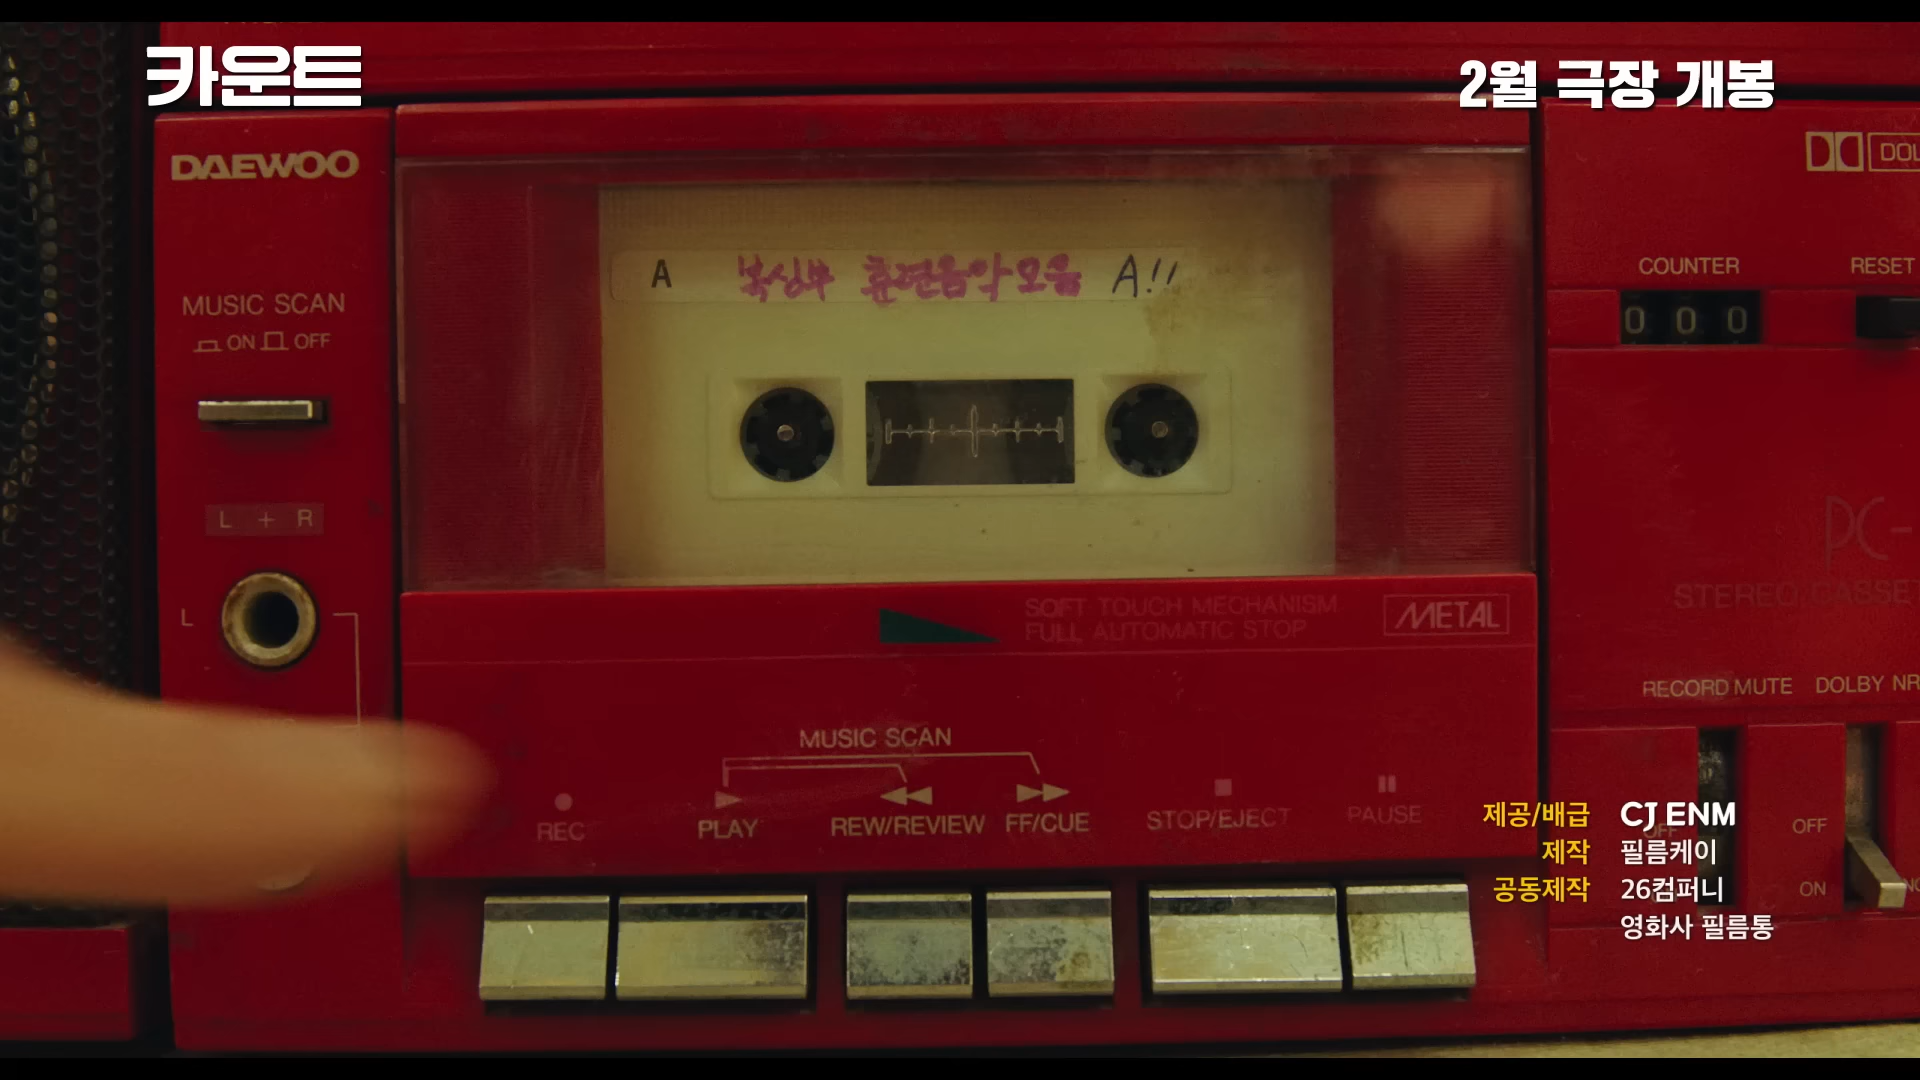 카운트
2월 극장 개봉
DAEWOO
MUSIC SCAN
ON OFF
L + R
L
A 복싱부 훈련음악모음 A!!
SOFT TOUCH MECHANISM
FULL AUTOMATIC STOP
METAL
MUSIC SCAN
REC PLAY REW/REVIEW FF/CUE STOP/EJECT PAUSE
COUNTER RESET
0 0 0
PC-
STEREO
RECORD MUTE DOLBY NR
OFF OFF
ON
제공/배급 CJ ENM
제작 필름케이
공동제작 26컴퍼니
영화사 필름통